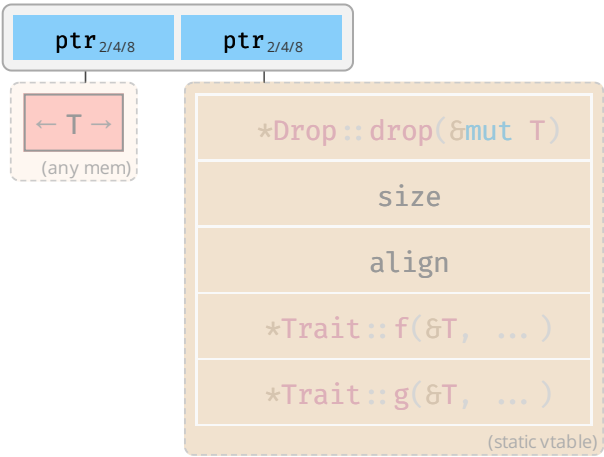 ptr2/4/8 ptr2/4/8
← T →
(any mem)
*Drop::drop(&mut T)
size
align
*Trait::f(&T, ...)
*Trait::g(&T, ...)
(static vtable)